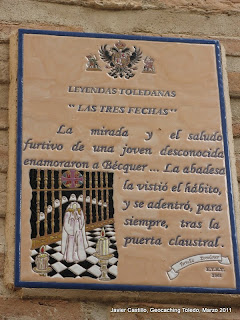 LEYENDAS TOLEDANAS
"LAS TRES FECHAS"
La mirada y el saludo
furtivo de una joven desconocida
enamoraron a Bécquer... La abadesa
la vistió el hábito,
y se adentró, para
siempre, tras la
puerta claustral.
Javier Castillo, Geocaching Toledo, Marzo 2011